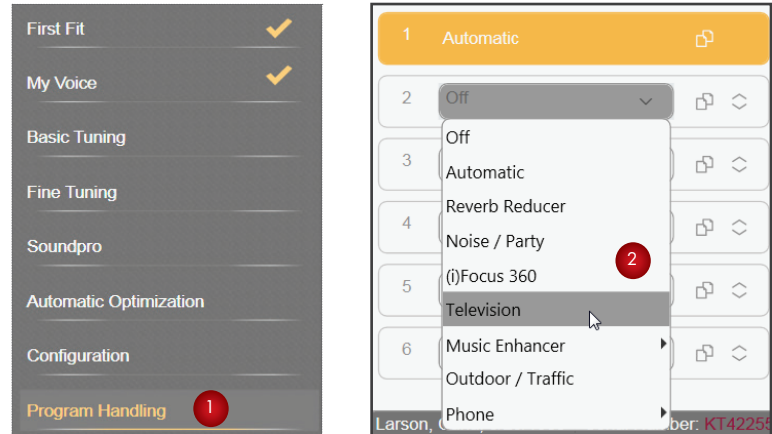 First Fit
My Voice
Basic Tuning
Fine Tuning
Soundpro
Automatic Optimization
Configuration
Program Handling
1
1 Automatic
2 Off
Off
3
Automatic
Reverb Reducer
4
Noise / Party
2
(i)Focus 360
5
Television
6 Music Enhancer
Outdoor / Traffic
Phone
Larson, ber: KT42255